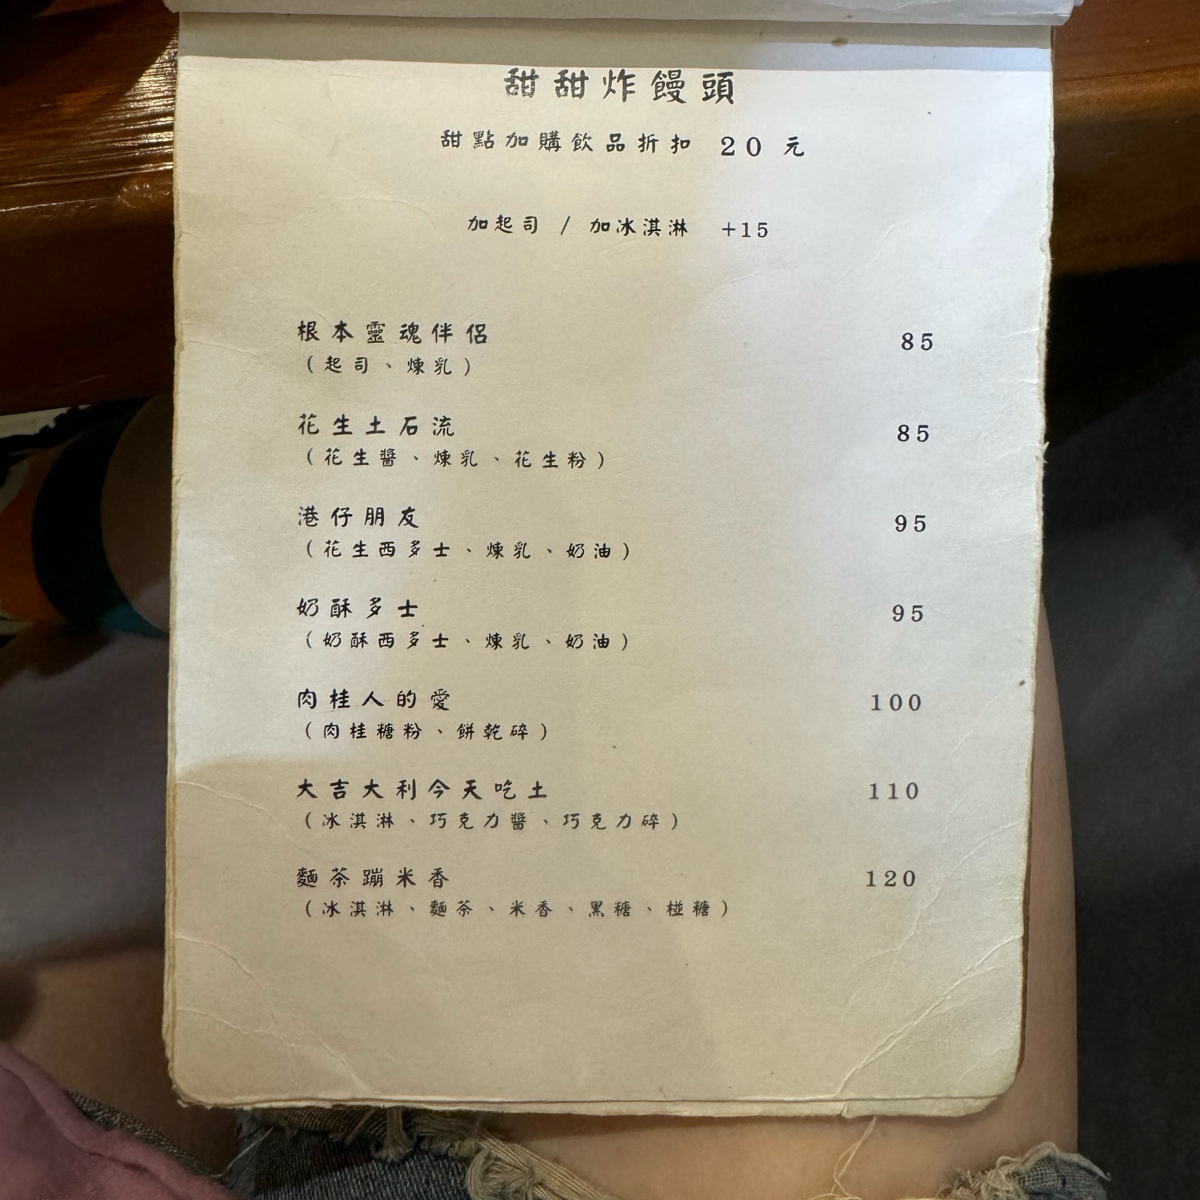 甜甜炸饅頭
甜點加購飲品折扣 20 元
加起司 / 加冰淇淋 +15
根本靈魂伴侶 85
（起司、煉乳）
花生土石流 85
（花生醬、煉乳、花生粉）
港仔朋友 95
（花生西多士、煉乳、奶油）
奶酥多士 95
（奶酥西多士、煉乳、奶油）
肉桂人的愛 100
（肉桂糖粉、餅乾碎）
大吉大利今天吃土 110
（冰淇淋、巧克力醬、巧克力碎）
麵茶蹦米香 120
（冰淇淋、麵茶、米香、黑糖、椪糖）